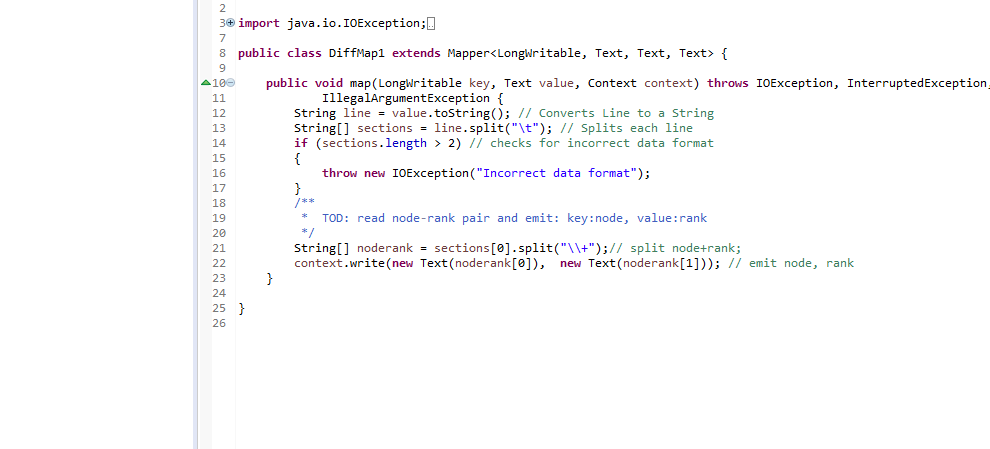 2
3 import java.io.IOException;
7
8 public class DiffMap1 extends Mapper<LongWritable, Text, Text, Text> {
9
10 public void map(LongWritable key, Text value, Context context) throws IOException, InterruptedException,
11 IllegalArgumentException {
12 String line = value.toString(); // Converts Line to a String
13 String[] sections = line.split("\t"); // Splits each line
14 if (sections.length > 2) // checks for incorrect data format
15 {
16 throw new IOException("Incorrect data format");
17 }
18 /**
19 * TOD: read node-rank pair and emit: key:node, value:rank
20 */
21 String[] noderank = sections[0].split("\\+");// split node+rank;
22 context.write(new Text(noderank[0]), new Text(noderank[1])); // emit node, rank
23 }
24
25 }
26